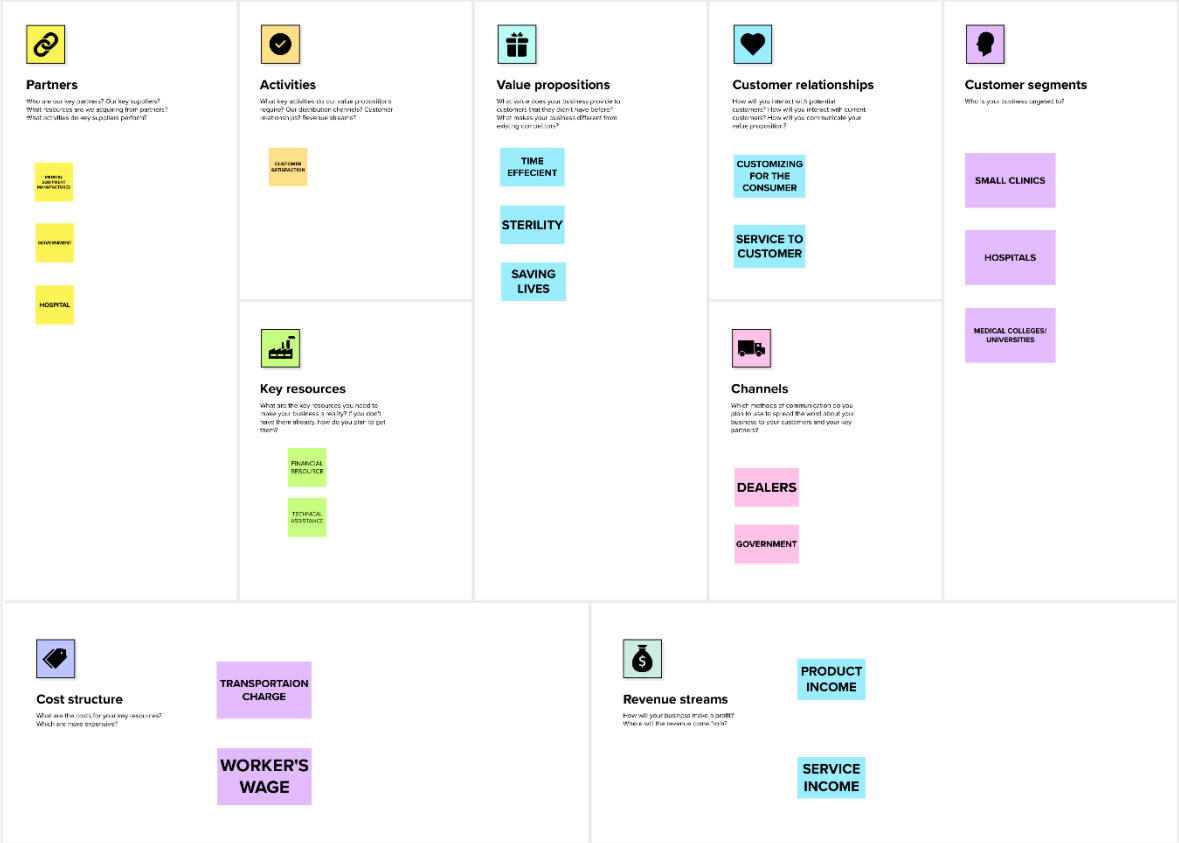 Partners
Who are our key partners? Our key suppliers?
What resources are we acquiring from partners?
What activities do key suppliers perform?
MEDICAL
EQUIPMENT
MANUFACTURES
GOVERNMENT
HOSPITAL
Activities
What key activities do our value propositions
require? Our distribution channels? Customer
relationships? Revenue streams?
CUSTOMER
SATISFACTION
Key resources
What are the key resources you need to
make your business a reality? If you don't
have them already, how do you plan to get
them?
FINANCIAL
RESOURCE
TECHNICAL
ASSISTANCE
Value propositions
What value does your business provide to
customers that they didn't have before?
What makes your business different from
existing competitors?
TIME
EFFECIENT
STERILITY
SAVING
LIVES
Customer relationships
How will you interact with potential
customers? How will you interact with current
customers? How will you communicate your
value proposition?
CUSTOMIZING
FOR THE
CONSUMER
SERVICE TO
CUSTOMER
Channels
Which methods of communication do you
plan to use to spread the word about your
business to your customers and your key
partners?
DEALERS
GOVERNMENT
Customer segments
Who is your business targeted to?
SMALL CLINICS
HOSPITALS
MEDICAL COLLEGES/
UNIVERSITIES
Cost structure
What are the costs for your key resources?
Which are more expensive?
TRANSPORTAION
CHARGE
WORKER'S
WAGE
$
Revenue streams
How will your business make a profit?
Where will the revenue come from?
PRODUCT
INCOME
SERVICE
INCOME